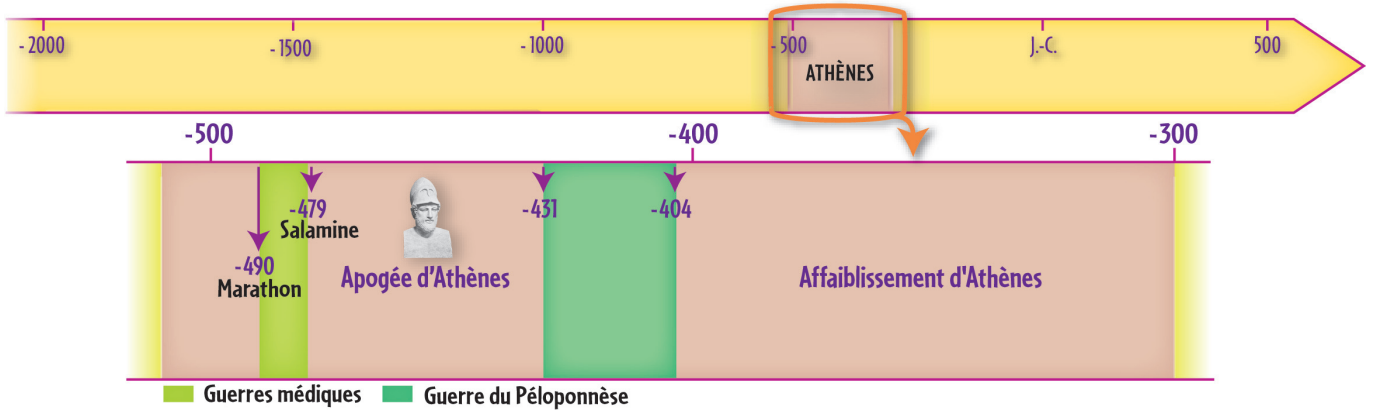 - 2000 - 1500 - 1000 - 500 J.-C. 500
ATHÈNES
-500 -400 -300
-479 -431 -404
Salamine
-490
Marathon
Apogée d'Athènes Affaiblissement d'Athènes
Guerres médiques Guerre du Péloponnèse